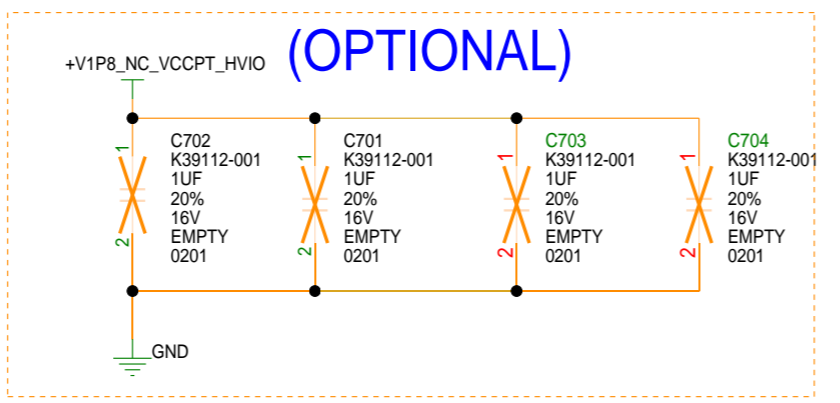 (OPTIONAL)
+V1P8_NC_VCCPT_HVIO
1
C702
K39112-001
1UF
20%
16V
EMPTY
0201
2
1
C701
K39112-001
1UF
20%
16V
EMPTY
0201
2
1
C703
K39112-001
1UF
20%
16V
EMPTY
0201
2
1
C704
K39112-001
1UF
20%
16V
EMPTY
0201
2
GND